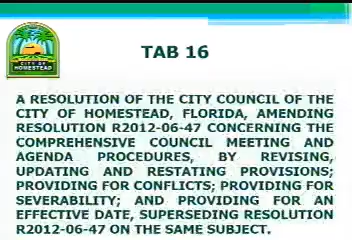 CITY OF
HOMESTEAD
TAB 16
A RESOLUTION OF THE CITY COUNCIL OF THE
CITY OF HOMESTEAD, FLORIDA, AMENDING
RESOLUTION R2012-06-47 CONCERNING THE
COMPREHENSIVE COUNCIL MEETING AND
AGENDA PROCEDURES, BY REVISING,
UPDATING AND RESTATING PROVISIONS;
PROVIDING FOR CONFLICTS; PROVIDING FOR
SEVERABILITY; AND PROVIDING FOR AN
EFFECTIVE DATE, SUPERSEDING RESOLUTION
R2012-06-47 ON THE SAME SUBJECT.